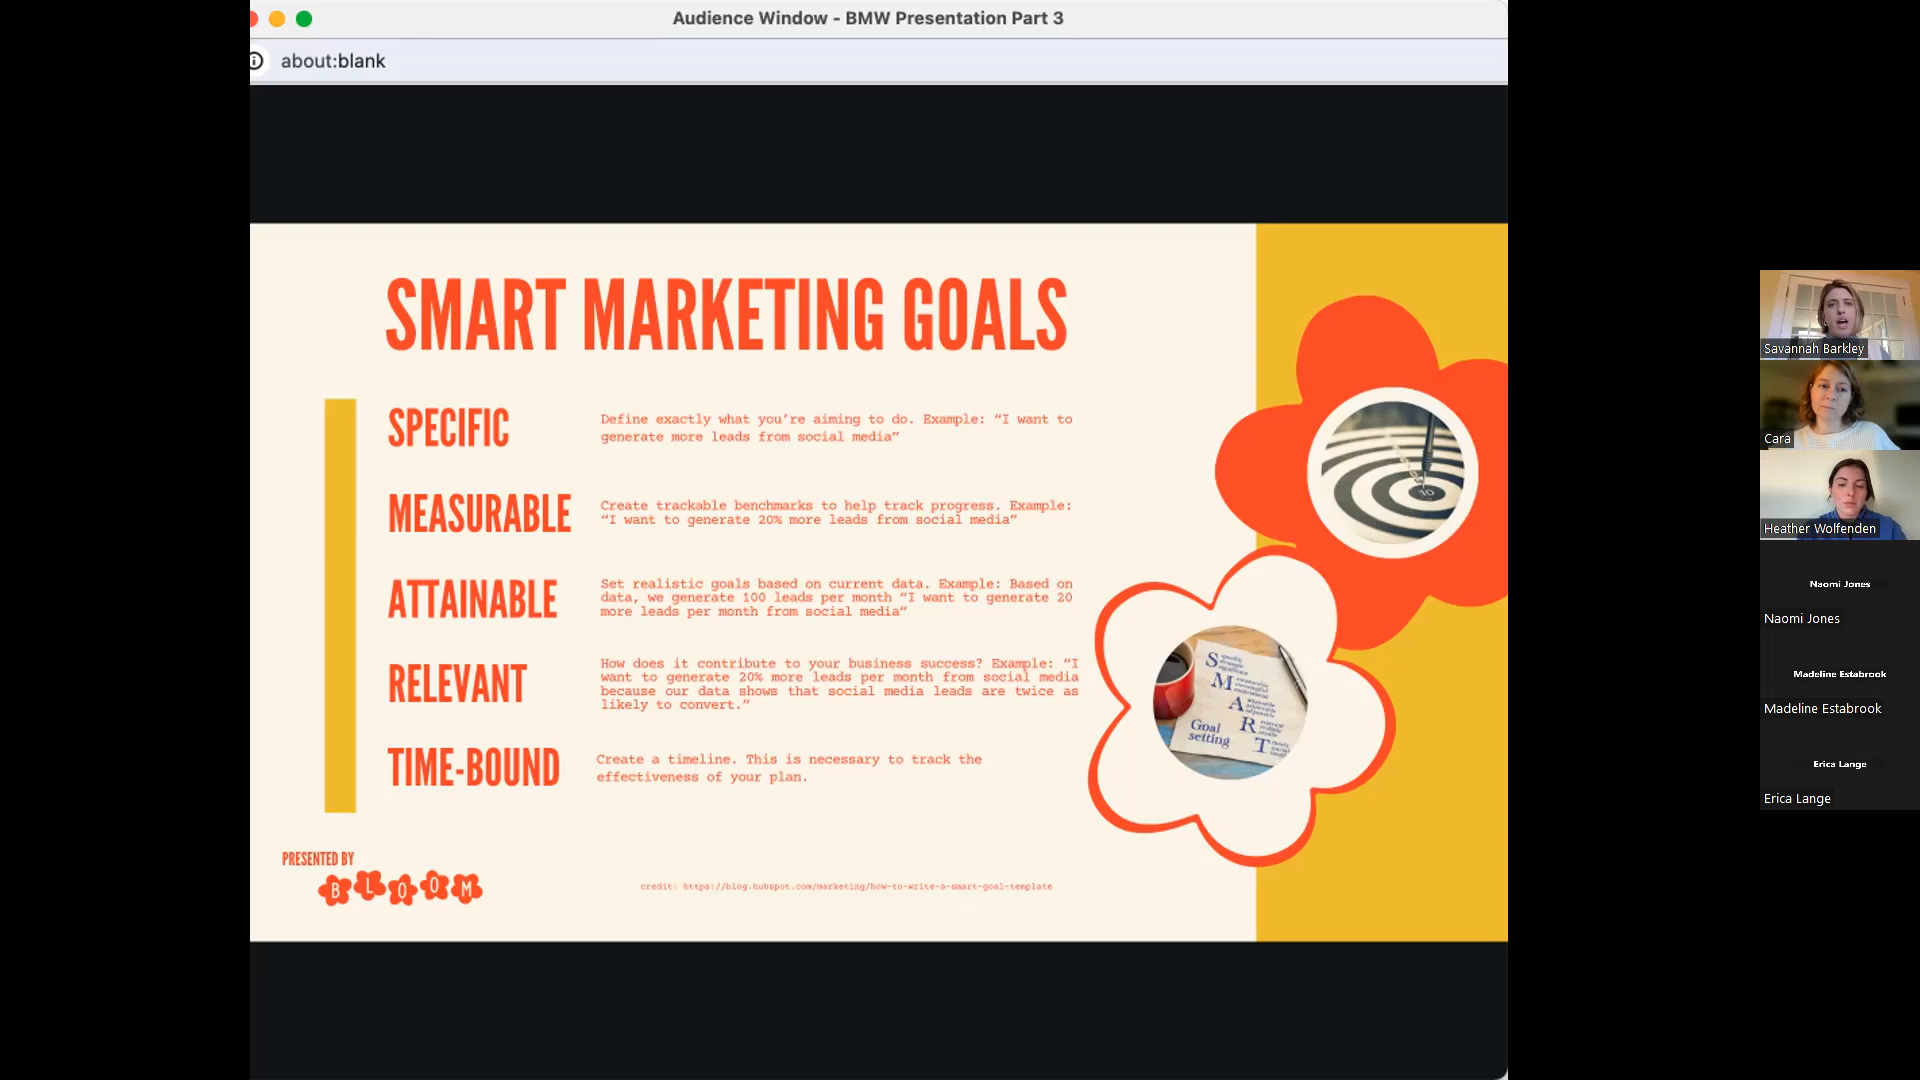 Audience Window - BMW Presentation Part 3
about:blank
SMART MARKETING GOALS
SPECIFIC
Define exactly what you're aiming to do. Example: “I want to
generate more leads from social media”
MEASURABLE
Create trackable benchmarks to help track progress. Example:
“I want to generate 20% more leads from social media”
ATTAINABLE
Set realistic goals based on current data. Example: Based on
data, we generate 100 leads per month “I want to generate 20
more leads per month from social media”
RELEVANT
How does it contribute to your business success? Example: “I
want to generate 20% more leads per month from social media
because our data shows that social media leads are twice as
likely to convert.”
TIME-BOUND
Create a timeline. This is necessary to track the
effectiveness of your plan.
PRESENTED BY
BLOOM
credit: https://blog.hubspot.com/marketing/how-to-write-a-smart-goal-template
10
S
M
A
R
T
Goal
setting
Savannah Barkley
Cara
Heather Wolfenden
Naomi Jones
Naomi Jones
Madeline Estabrook
Madeline Estabrook
Erica Lange
Erica Lange